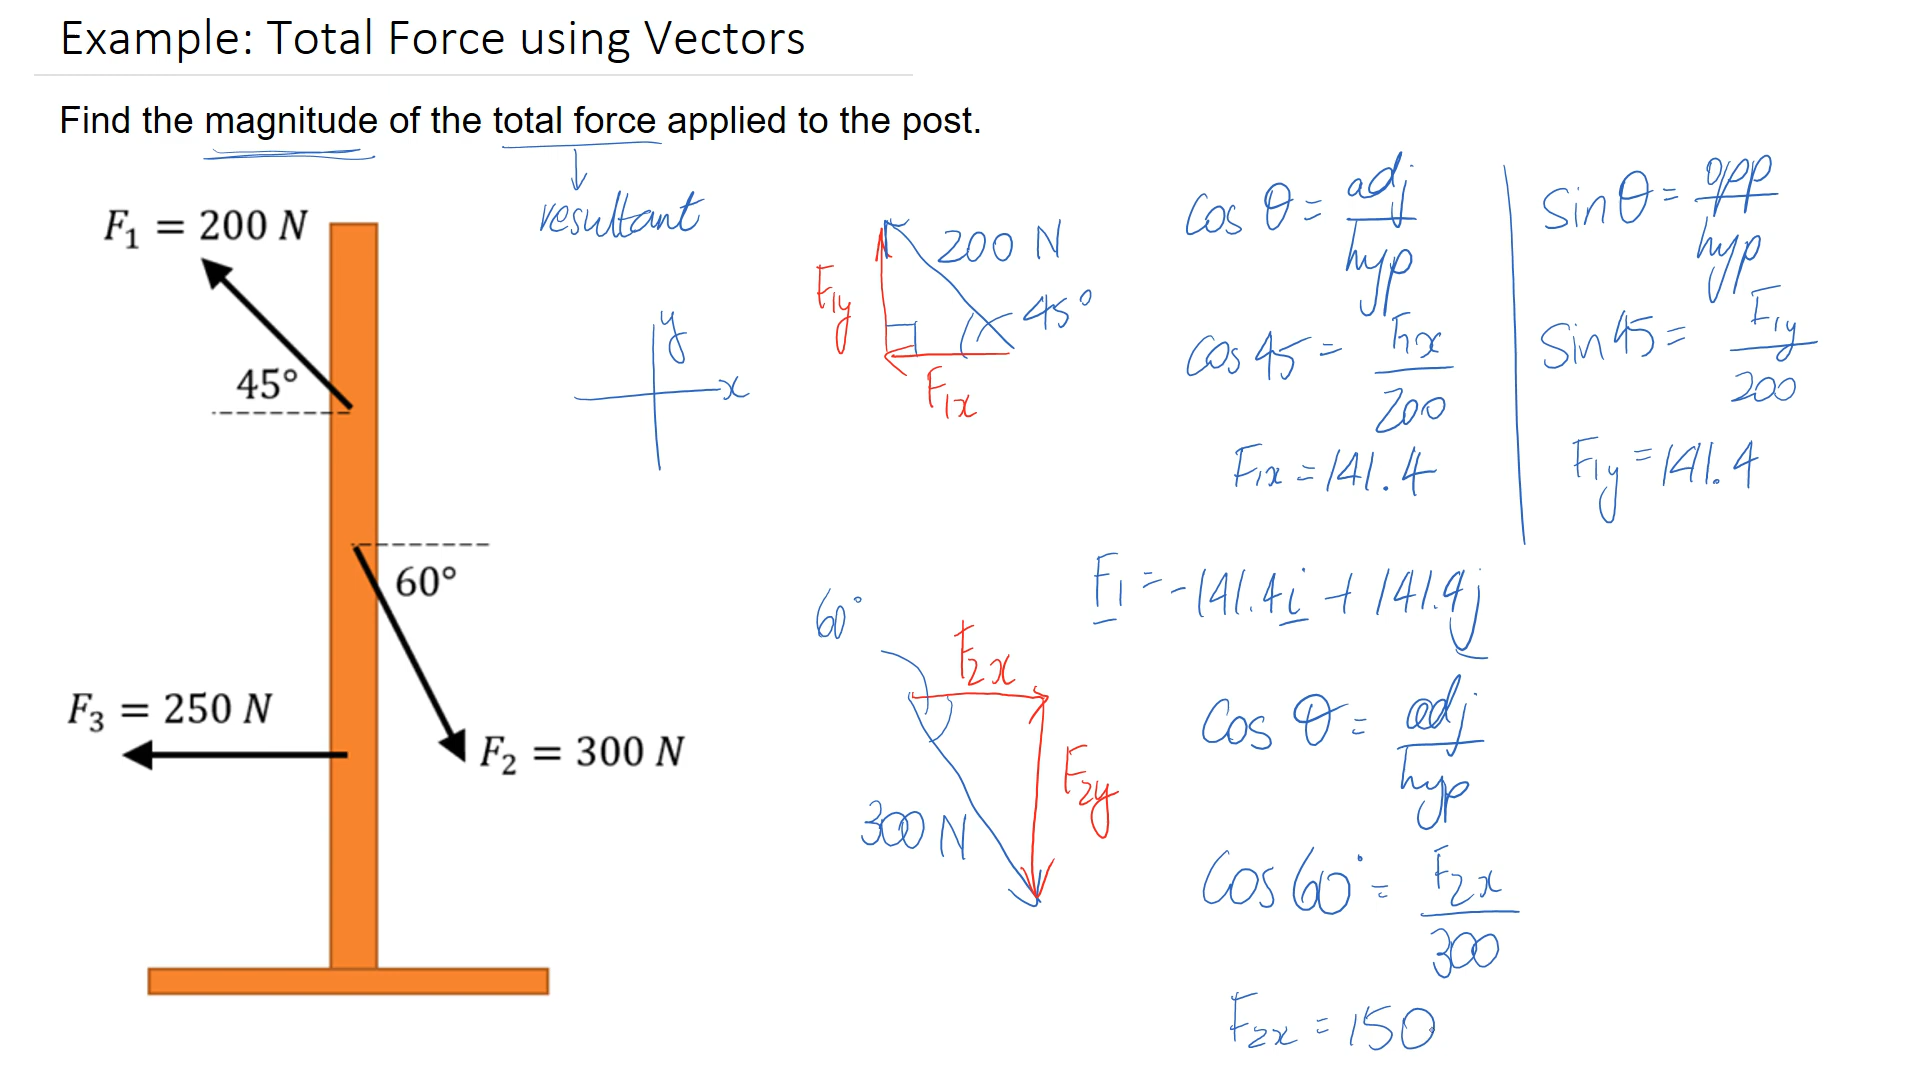 Example: Total Force using Vectors
Find the magnitude of the total force applied to the post.
resultant
F₁ = 200 N
45°
60°
F₃ = 250 N
F₂ = 300 N
y
x
200 N
45°
F1y
F1x
Cos θ = adj/hyp
Cos 45 = F1x/200
F1x = 141.4
Sin θ = opp/hyp
Sin 45 = F1y/200
F1y = 141.4
F1 = -141.4i + 141.4j
60°
F2x
F2y
300 N
Cos θ = adj/hyp
Cos 60° = F2x/300
F2x = 150